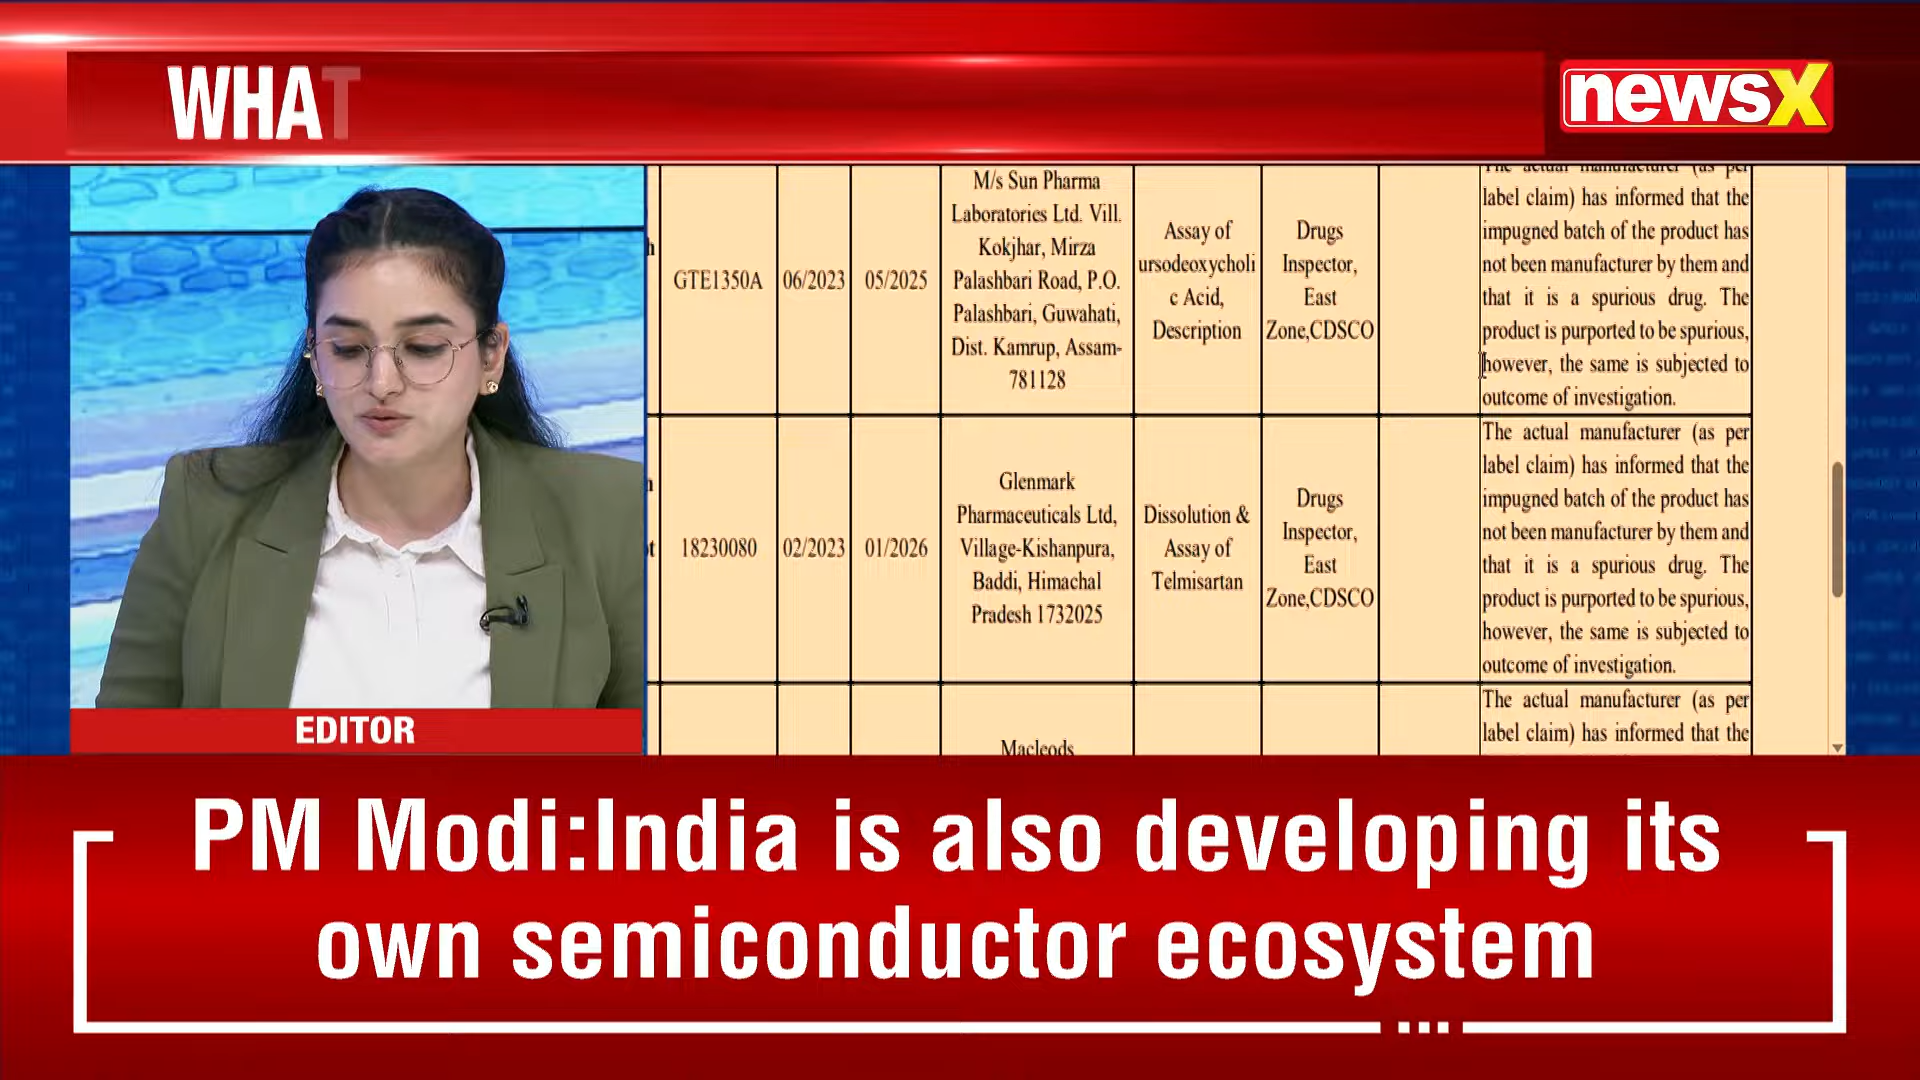 WHAT
newsX
GTE1350A
06/2023
05/2025
M/s Sun Pharma
Laboratories Ltd. Vill.
Kokjhar, Mirza
Palashbari Road, P.O.
Palashbari, Guwahati,
Dist. Kamrup, Assam-
781128
Assay of
ursodeoxycholi
c Acid,
Description
Drugs
Inspector,
East
Zone,CDSCO
The actual manufacturer (as per
label claim) has informed that the
impugned batch of the product has
not been manufacturer by them and
that it is a spurious drug. The
product is purported to be spurious,
however, the same is subjected to
outcome of investigation.
18230080
02/2023
01/2026
Glenmark
Pharmaceuticals Ltd,
Village-Kishanpura,
Baddi, Himachal
Pradesh 1732025
Dissolution &
Assay of
Telmisartan
Drugs
Inspector,
East
Zone,CDSCO
The actual manufacturer (as per
label claim) has informed that the
impugned batch of the product has
not been manufacturer by them and
that it is a spurious drug. The
product is purported to be spurious,
however, the same is subjected to
outcome of investigation.
Macleods
The actual manufacturer (as per
label claim) has informed that the
EDITOR
PM Modi:India is also developing its
own semiconductor ecosystem